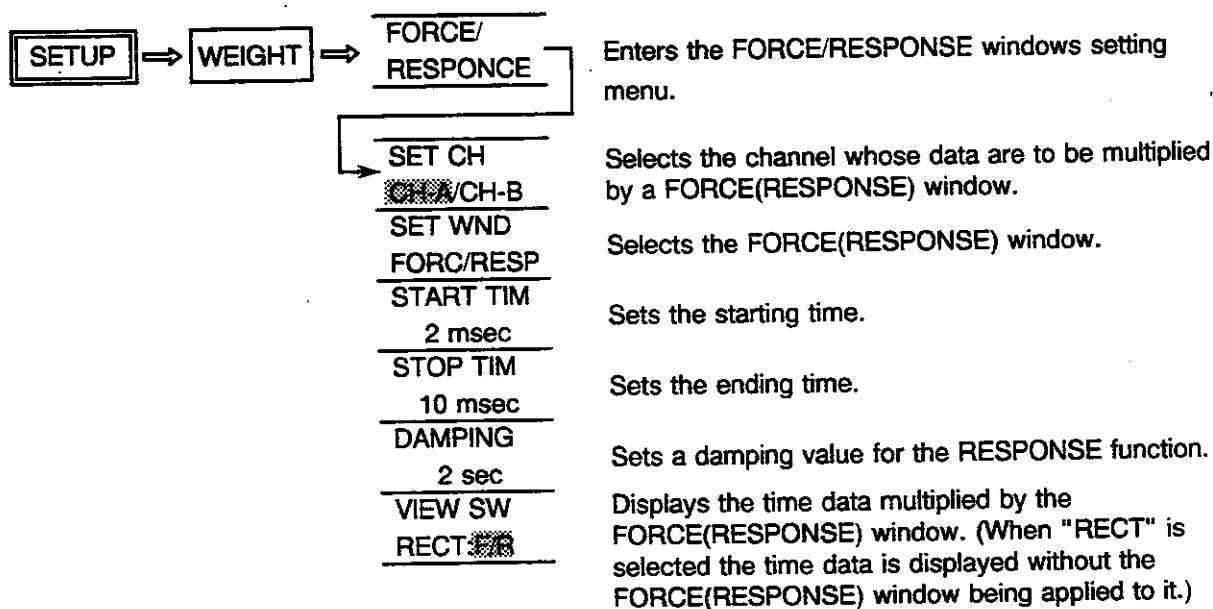 SETUP
WEIGHT
FORCE/
RESPONCE
Enters the FORCE/RESPONSE windows setting
menu.
SET CH
CH-A/CH-B
Selects the channel whose data are to be multiplied
by a FORCE(RESPONSE) window.
SET WND
FORC/RESP
Selects the FORCE(RESPONSE) window.
START TIM
2 msec
Sets the starting time.
STOP TIM
10 msec
Sets the ending time.
DAMPING
2 sec
Sets a damping value for the RESPONSE function.
VIEW SW
RECT:F/R
Displays the time data multiplied by the
FORCE(RESPONSE) window. (When "RECT" is
selected the time data is displayed without the
FORCE(RESPONSE) window being applied to it.)